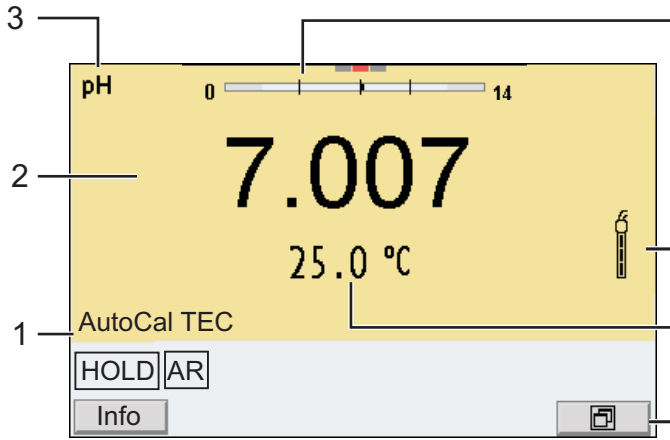 3
pH
0 14
2
7.007
25.0 °C
AutoCal TEC
1
HOLD AR
Info